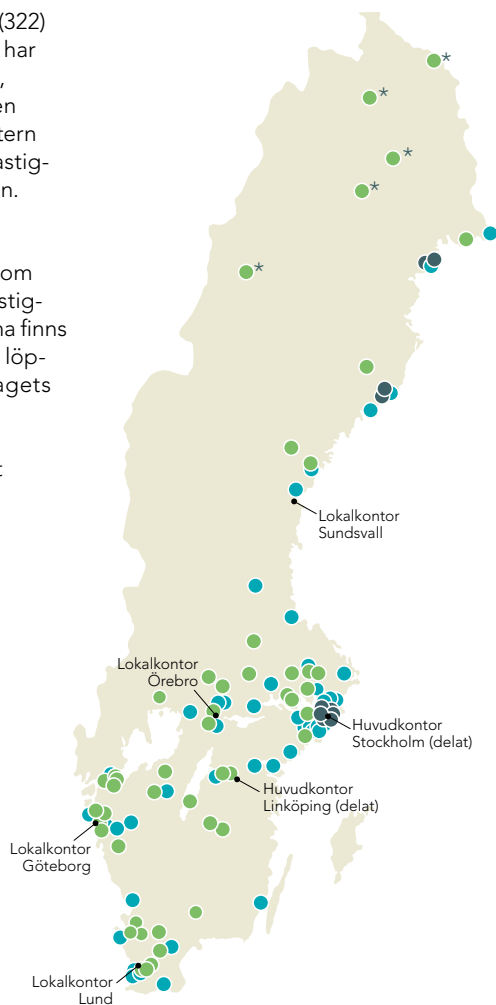 (322)
har
,
en
tern
astig-
n.
om
stig-
na finns
löp-
agets
t
*
*
*
*
*
Lokalkontor
Sundsvall
Lokalkontor
Örebro
Huvudkontor
Stockholm (delat)
Huvudkontor
Linköping (delat)
Lokalkontor
Göteborg
Lokalkontor
Lund